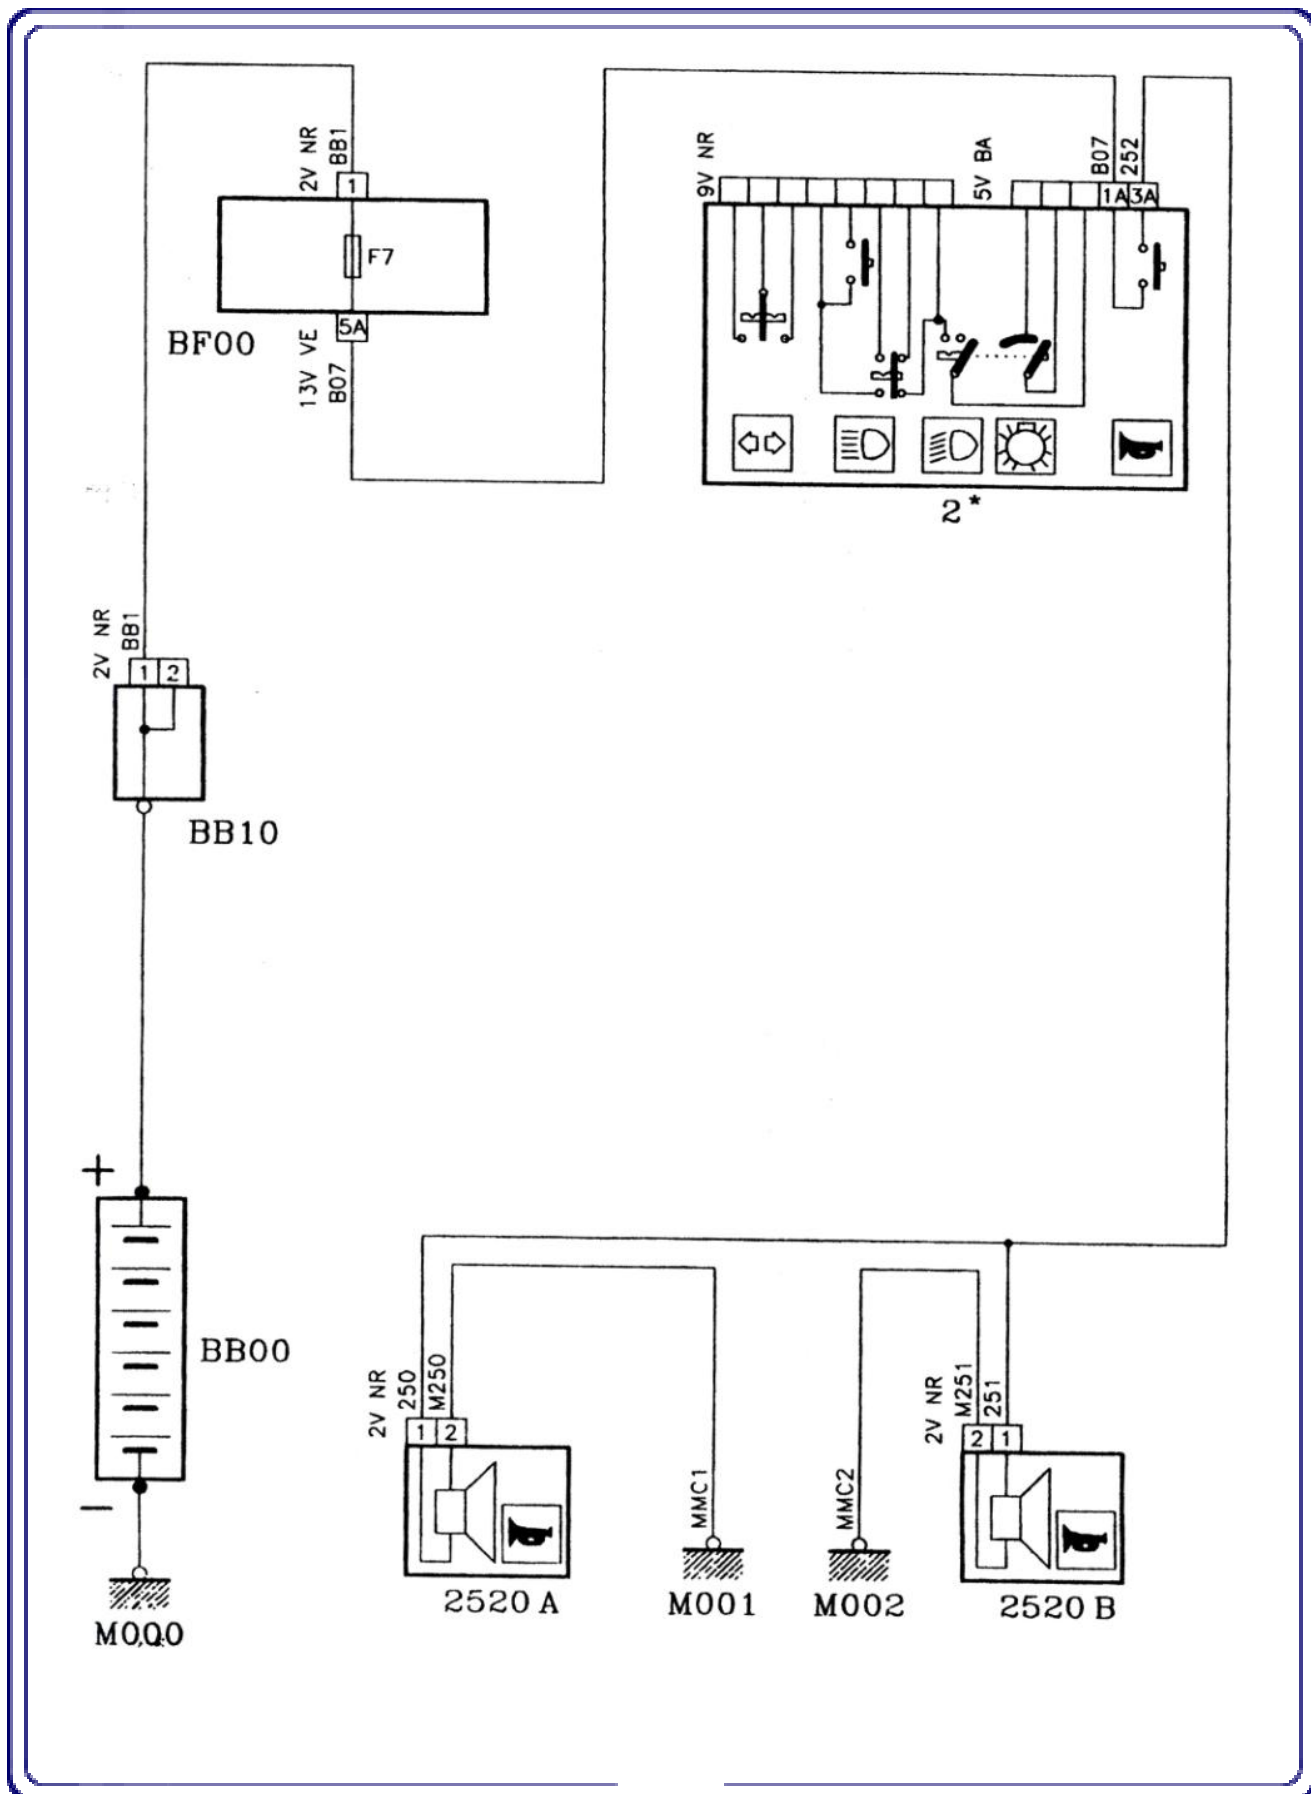 2V NR
BB1
1
F7
BF00
5A
13V VE
B07
9V NR
5V BA
B07
252
1A 3A
2*
2V NR
BB1
1 2
BB10
+
BB00
–
M000
2V NR
250
M250
1 2
2520 A
MMC1
M001
MMC2
M002
2V NR
M251
251
2 1
2520 B